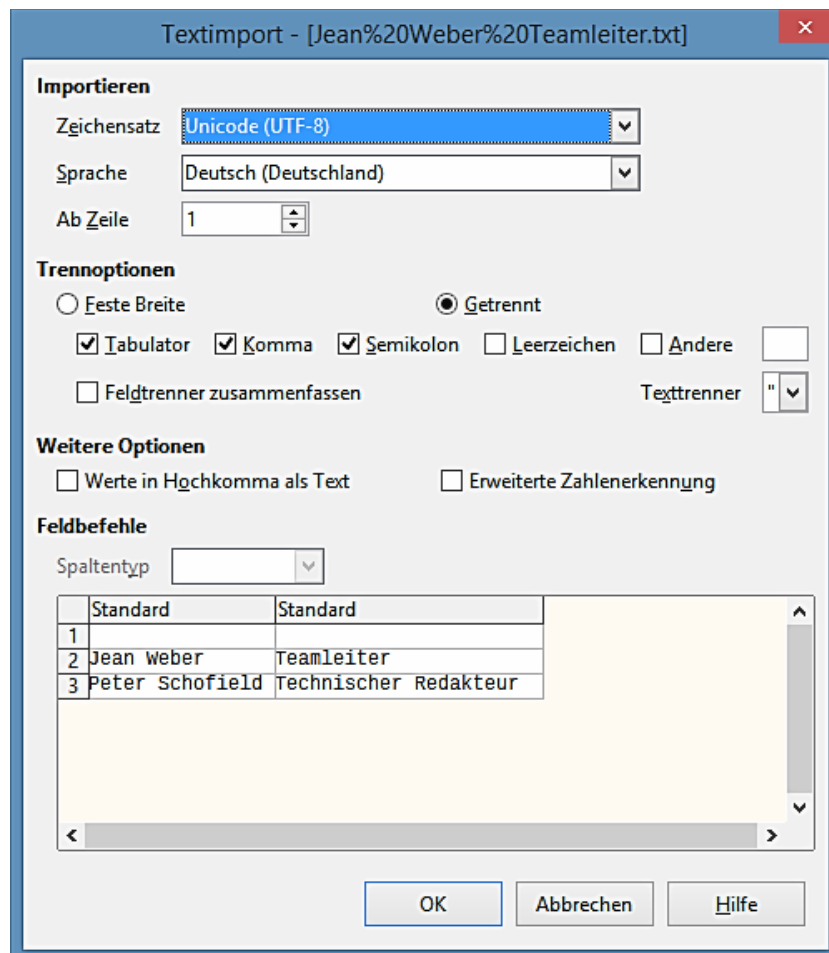 Textimport - [Jean%20Weber%20Teamleiter.txt]
Importieren
Zeichensatz Unicode (UTF-8)
Sprache Deutsch (Deutschland)
Ab Zeile 1
Trennoptionen
Feste Breite Getrennt
Tabulator Komma Semikolon Leerzeichen Andere
Feldtrenner zusammenfassen Texttrenner "
Weitere Optionen
Werte in Hochkomma als Text Erweiterte Zahlenerkennung
Feldbefehle
Spaltentyp
Standard Standard
1
2 Jean Weber Teamleiter
3 Peter Schofield Technischer Redakteur
OK Abbrechen Hilfe